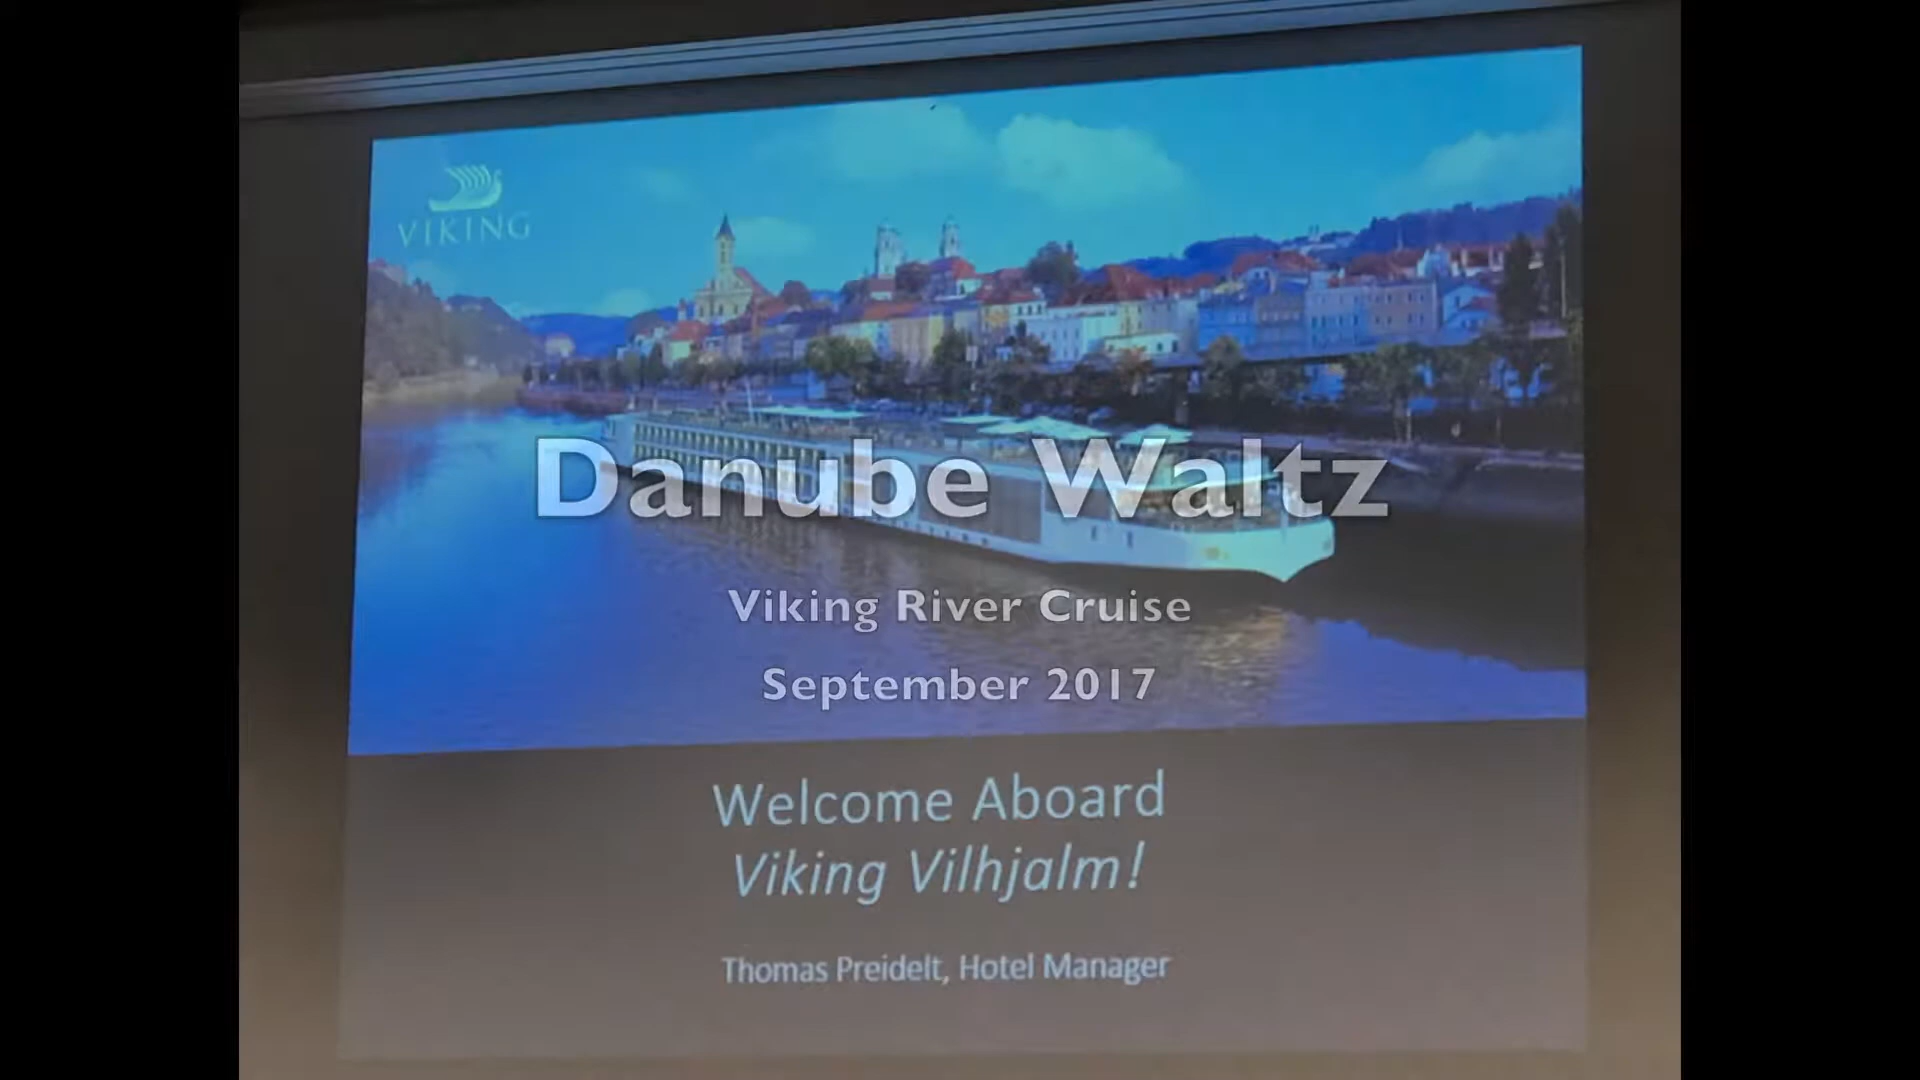 VIKING
Danube Waltz
Viking River Cruise
September 2017
Welcome Aboard
Viking Vilhjalm!
Thomas Preidelt, Hotel Manager